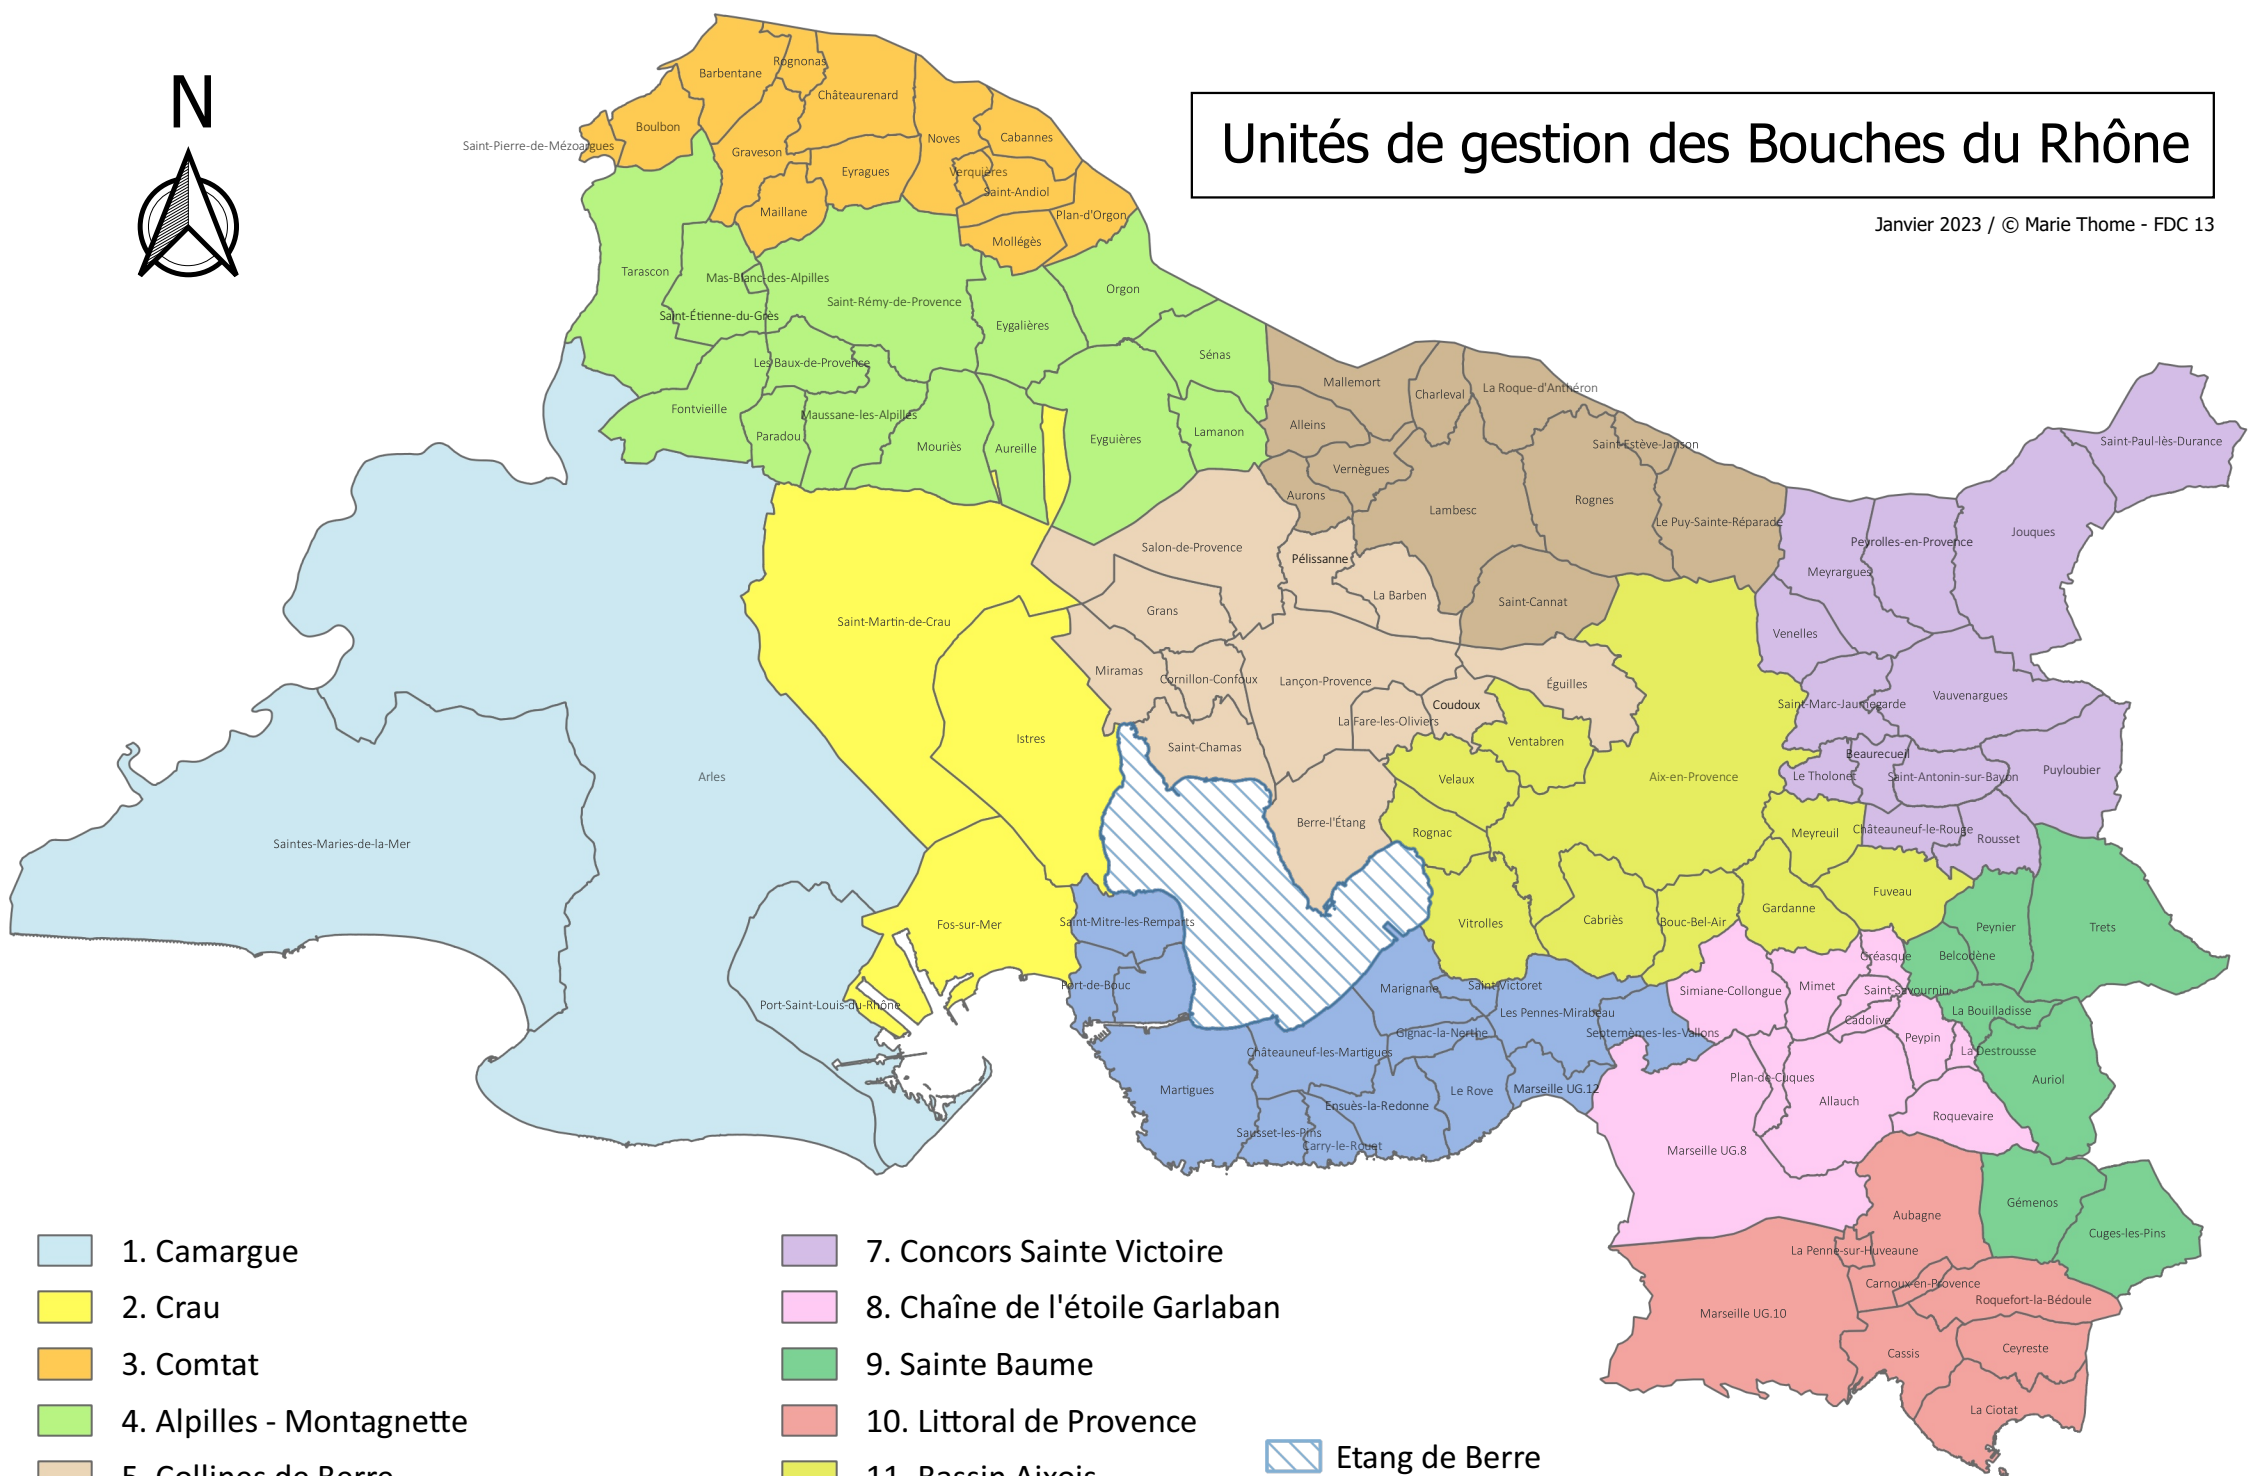 N
Unités de gestion des Bouches du Rhône
Janvier 2023 / © Marie Thome - FDC 13
Rognonas
Barbentane
Châteaurenard
Boulbon
Saint-Pierre-de-Mézoargues
Noves
Cabannes
Graveson
Eyragues
Verquières
Saint-Andiol
Maillane
Plan-d'Orgon
Mollégès
Tarascon
Mas-Blanc-des-Alpilles
Orgon
Saint-Rémy-de-Provence
Saint-Étienne-du-Grès
Eygalières
Sénas
Les Baux-de-Provence
Mallemort
La Roque-d'Anthéron
Charleval
Fontvieille
Maussane-les-Alpilles
Alleins
Lamanon
Paradou
Eyguières
Saint-Paul-lès-Durance
Saint-Estève-Janson
Mouriès
Aureille
Vernègues
Aurons
Rognes
Lambesc
Le Puy-Sainte-Réparade
Jouques
Peyrolles-en-Provence
Salon-de-Provence
Pélissanne
Meyrargues
La Barben
Saint-Cannat
Grans
Saint-Martin-de-Crau
Venelles
Miramas
Cornillon-Confoux
Lançon-Provence
Éguilles
Vauvenargues
Coudoux
Saint-Marc-Jaumegarde
La Fare-les-Oliviers
Istres
Saint-Chamas
Ventabren
Beaurecueil
Puyloubier
Arles
Velaux
Aix-en-Provence
Le Tholonet
Saint-Antonin-sur-Bayon
Berre-l'Étang
Rognac
Meyreuil
Châteauneuf-le-Rouge
Rousset
Saintes-Maries-de-la-Mer
Fuveau
Gardanne
Saint-Mitre-les-Remparts
Fos-sur-Mer
Vitrolles
Cabriès
Bouc-Bel-Air
Peynier
Trets
Gréasque
Belcodène
Port-de-Bouc
Marignane
Saint-Victoret
Simiane-Collongue
Mimet
Saint-Savournin
Port-Saint-Louis-du-Rhône
Les Pennes-Mirabeau
La Bouilladisse
Cadolive
Gignac-la-Nerthe
Septemèmes-les-Vallons
Peypin
Châteauneuf-les-Martigues
La Destrousse
Plan-de-Cuques
Auriol
Martigues
Le Rove
Marseille UG.12
Ensuès-la-Redonne
Allauch
Roquevaire
Sausset-les-Pins
Carry-le-Rouet
Marseille UG.8
Gémenos
Aubagne
Cuges-les-Pins
La Penne-sur-Huveaune
Carnoux-en-Provence
Roquefort-la-Bédoule
Marseille UG.10
Cassis
Ceyreste
La Ciotat
1. Camargue
2. Crau
3. Comtat
4. Alpilles - Montagnette
5. Collines de Berre
7. Concors Sainte Victoire
8. Chaîne de l'étoile Garlaban
9. Sainte Baume
10. Littoral de Provence
11. Bassin Aixois
Etang de Berre